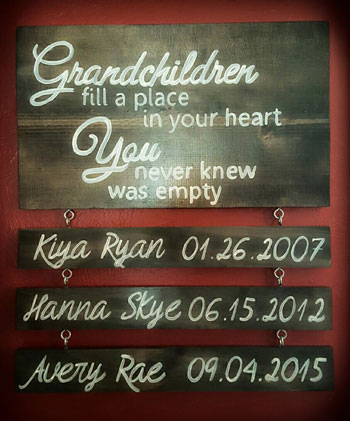 Grandchildren
fill a place
in your heart
You
never knew
was empty
Kiya Ryan 01.26.2007
Hanna Skye 06.15.2012
Avery Rae 09.04.2015